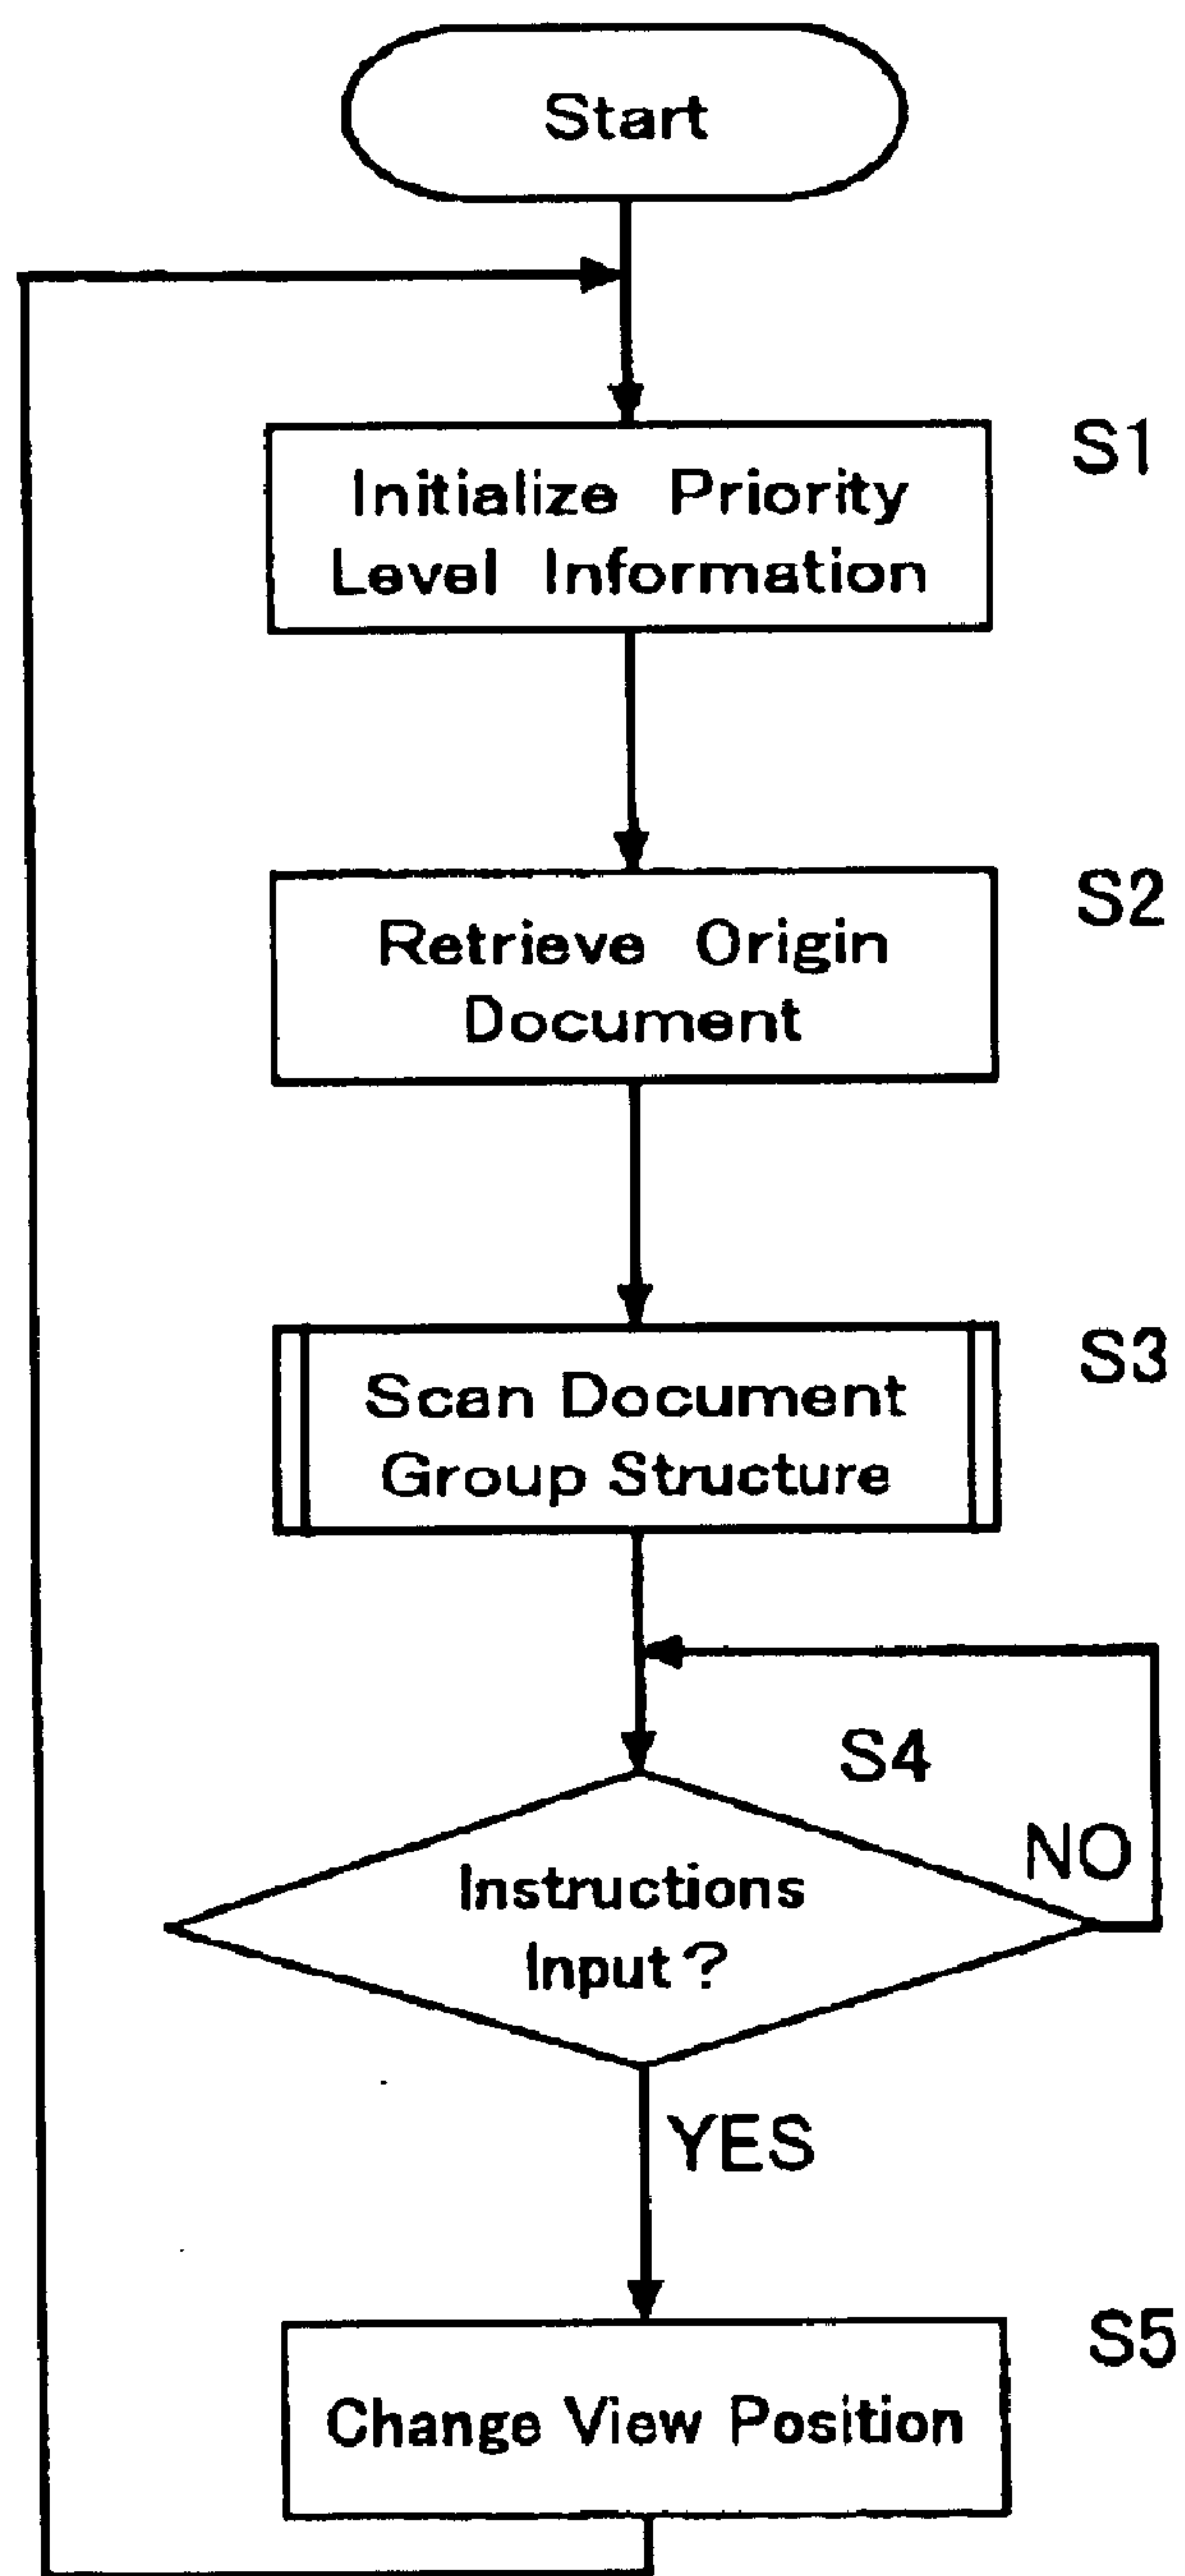 Start
S1
Initialize Priority
Level Information
S2
Retrieve Origin
Document
S3
Scan Document
Group Structure
S4
NO
Instructions
Input?
YES
S5
Change View Position